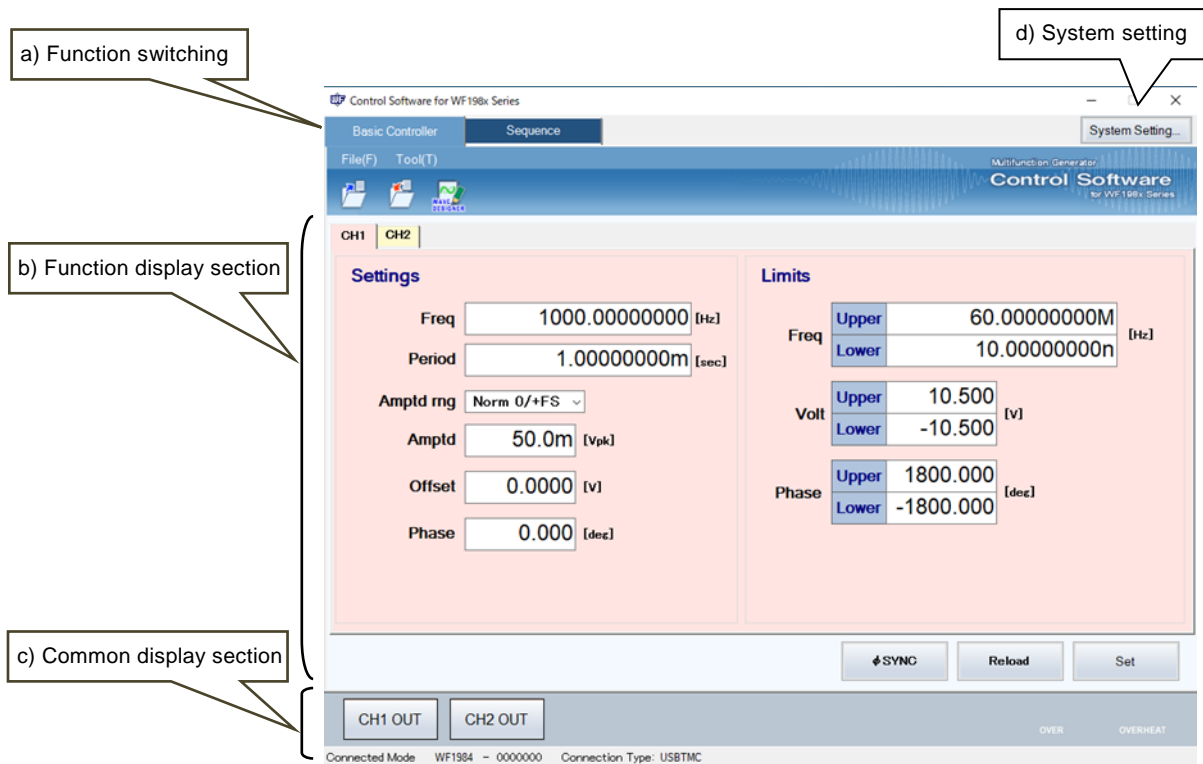 d) System setting
a) Function switching
Control Software for WF198x Series
Basic Controller Sequence System Setting...
File(F) Tool(T)
Multifunction Generator
Control Software
for WF198x Series
WAVE
DESIGNER
b) Function display section
CH1 CH2
Settings
Freq 1000.00000000 [Hz]
Period 1.00000000m [sec]
Amptd rng Norm 0/+FS
Amptd 50.0m [Vpk]
Offset 0.0000 [V]
Phase 0.000 [deg]
Limits
Freq Upper 60.00000000M [Hz]
Lower 10.00000000n
Volt Upper 10.500 [V]
Lower -10.500
Phase Upper 1800.000 [deg]
Lower -1800.000
c) Common display section
ϕSYNC Reload Set
CH1 OUT CH2 OUT OVER OVERHEAT
Connected Mode WF1984 - 0000000 Connection Type: USBTMC